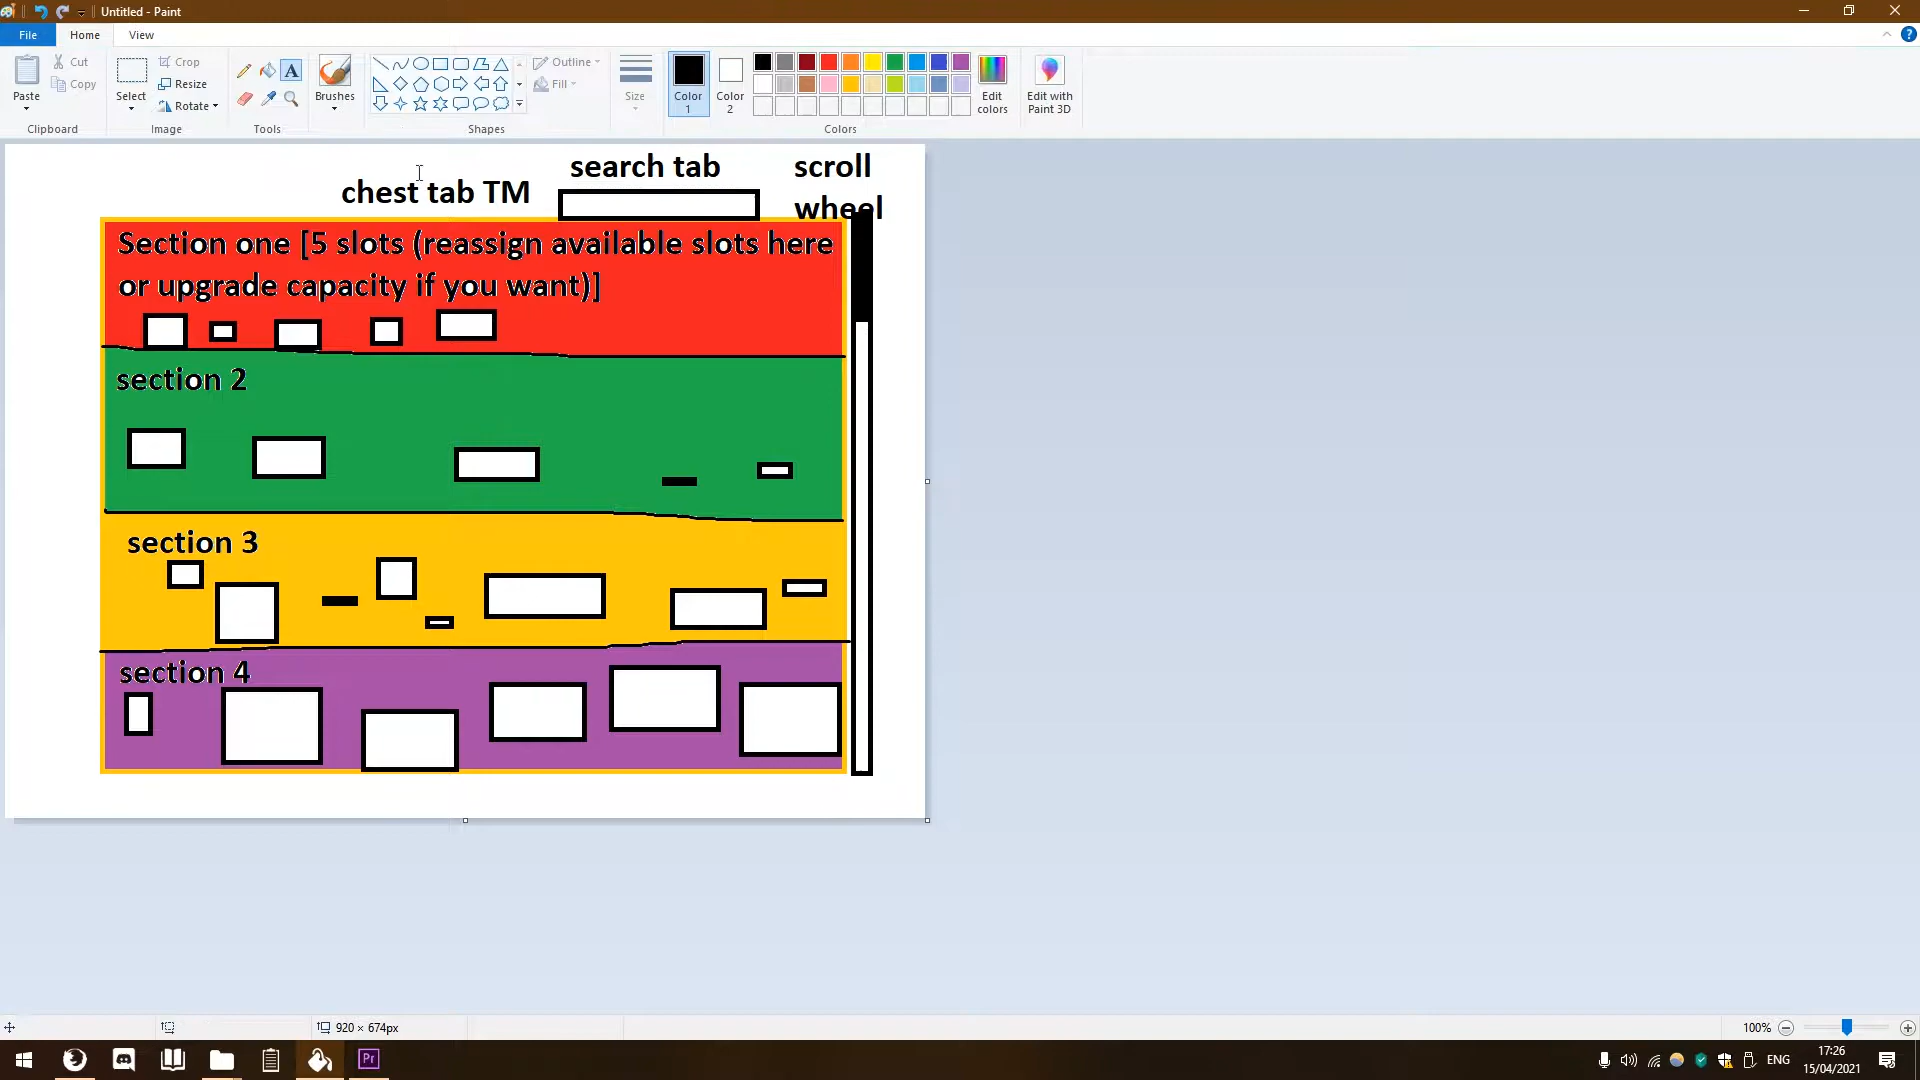 Untitled - Paint
File
Home
View
Paste
Cut
Copy
Clipboard
Select
Crop
Resize
Rotate
Image
A
Tools
Brushes
Shapes
Outline
Fill
Size
Color
1
Color
2
Edit
colors
Edit with
Paint 3D
Colors
chest tab TM
search tab
scroll
wheel
Section one [5 slots (reassign available slots here
or upgrade capacity if you want)]
section 2
section 3
section 4
920 × 674px
100%
Pr
ENG
17:26
15/04/2021